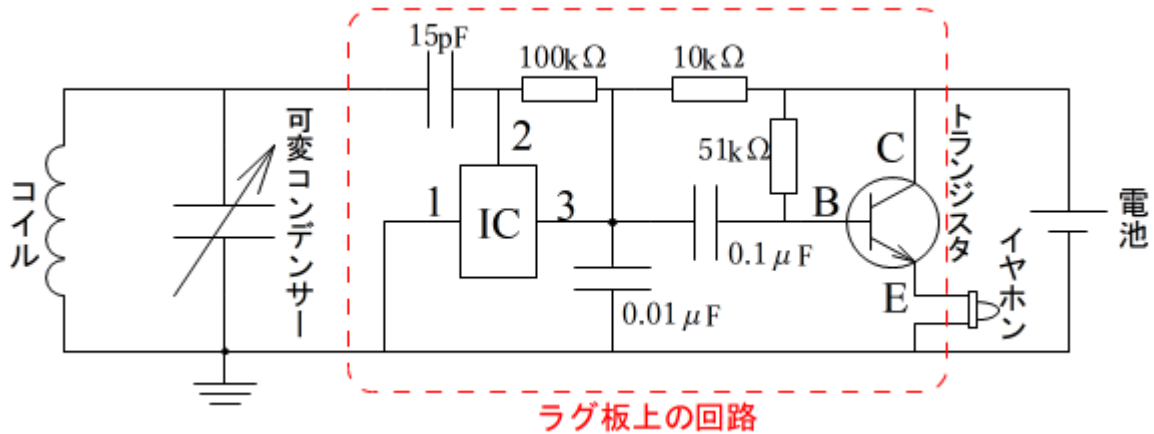 15pF
100kΩ
10kΩ
可変コンデンサー
2
51kΩ
トランジスタ
C
コイル
1
IC
3
B
電池
0.1μF
イヤホン
E
0.01μF
ラグ板上の回路